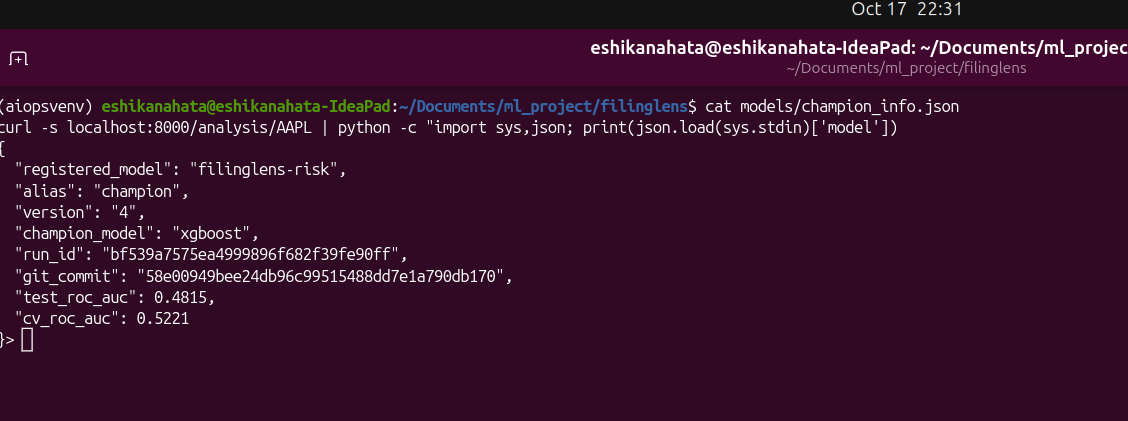 Oct 17 22:31
eshikanahata@eshikanahata-IdeaPad: ~/Documents/ml_projec
~/Documents/ml_project/filinglens
(aiopsvenv) eshikanahata@eshikanahata-IdeaPad:~/Documents/ml_project/filinglens$ cat models/champion_info.json
curl -s localhost:8000/analysis/AAPL | python -c "import sys,json; print(json.load(sys.stdin)['model'])
{
  "registered_model": "filinglens-risk",
  "alias": "champion",
  "version": "4",
  "champion_model": "xgboost",
  "run_id": "bf539a7575ea4999896f682f39fe90ff",
  "git_commit": "58e00949bee24db96c99515488dd7e1a790db170",
  "test_roc_auc": 0.4815,
  "cv_roc_auc": 0.5221
}>